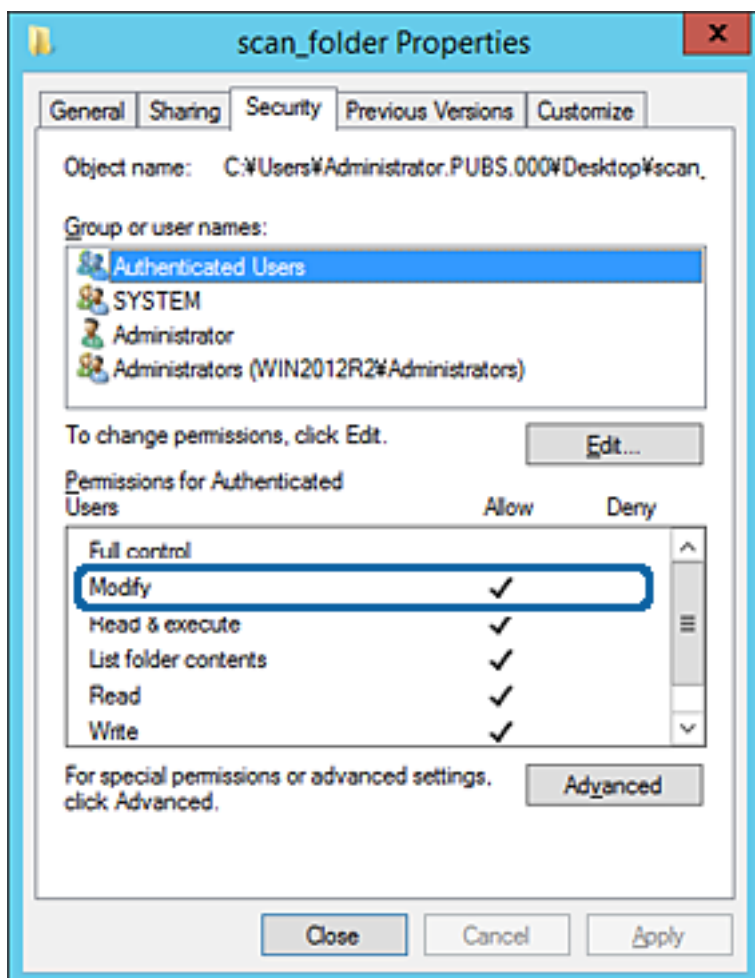 scan_folder Properties
x
General Sharing Security Previous Versions Customize
Object name: C:¥Users¥Administrator.PUBS.000¥Desktop¥scan_
Group or user names:
Authenticated Users
SYSTEM
Administrator
Administrators (WIN2012R2¥Administrators)
To change permissions, click Edit. Edit...
Permissions for Authenticated
Users Allow Deny
Full control
Modify
Read & execute
List folder contents
Read
Write
For special permissions or advanced settings,
click Advanced. Advanced
Close Cancel Apply